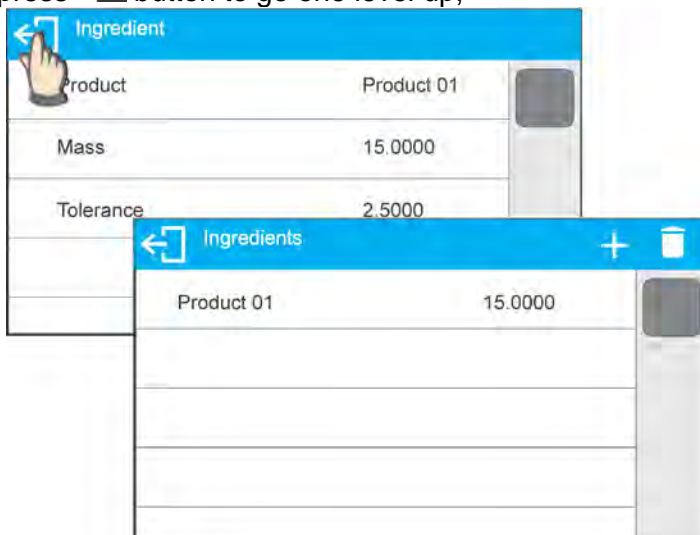 press button to go one level up;
Ingredient
Product Product 01
Mass 15.0000
Tolerance 2.5000
Ingredients
Product 01 15.0000